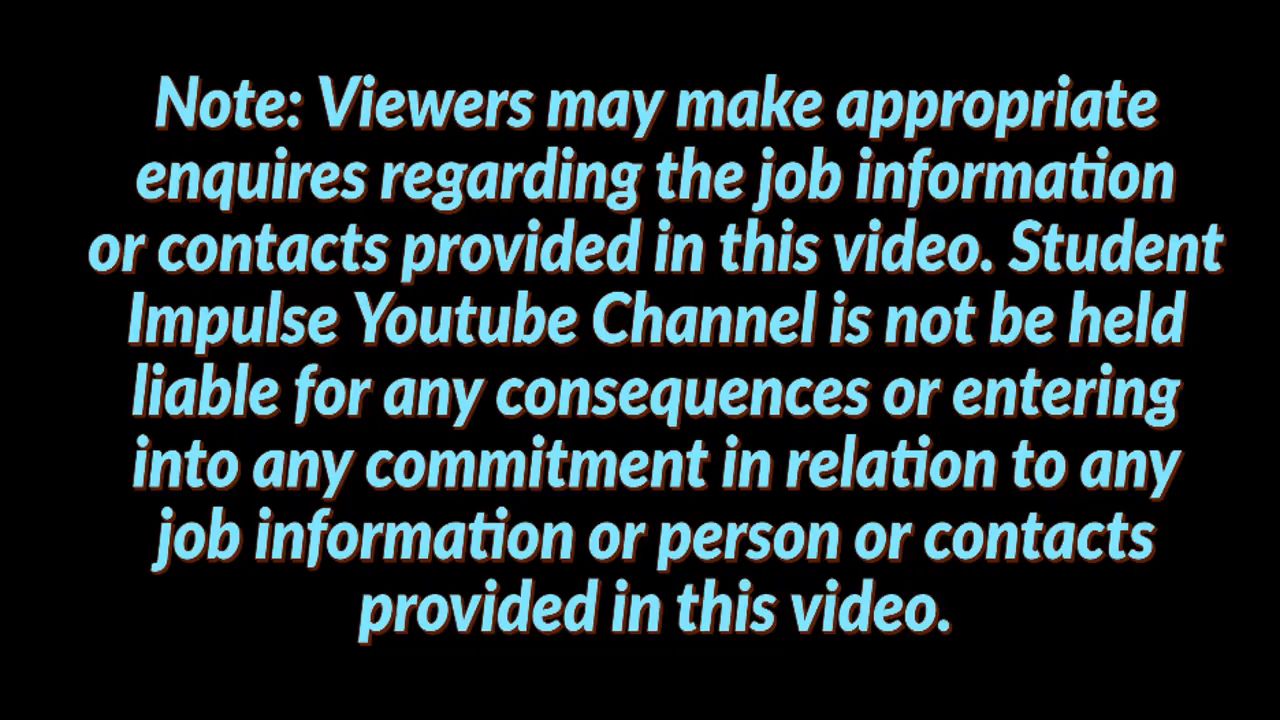 Note: Viewers may make appropriate
enquires regarding the job information
or contacts provided in this video. Student
Impulse Youtube Channel is not be held
liable for any consequences or entering
into any commitment in relation to any
job information or person or contacts
provided in this video.